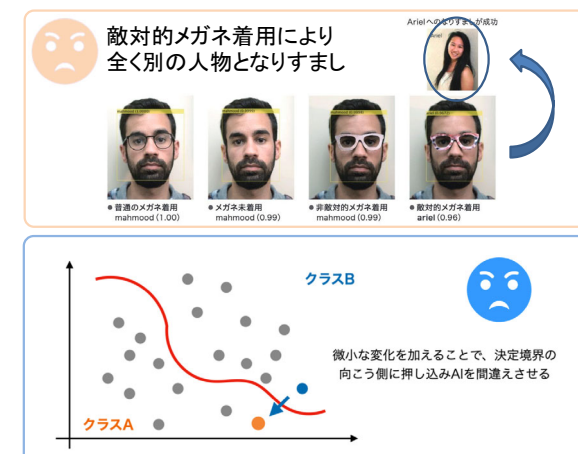 敵対的メガネ着用により
全く別の人物となりすまし
Arielへのなりすましが成功
●普通のメガネ着用
mahmood (1.00)
●メガネ未着用
mahmood (0.99)
●非敵対的メガネ着用
mahmood (0.99)
●敵対的メガネ着用
ariel (0.96)
クラスB
微小な変化を加えることで、決定境界の
向こう側に押し込みAIを間違えさせる
クラスA